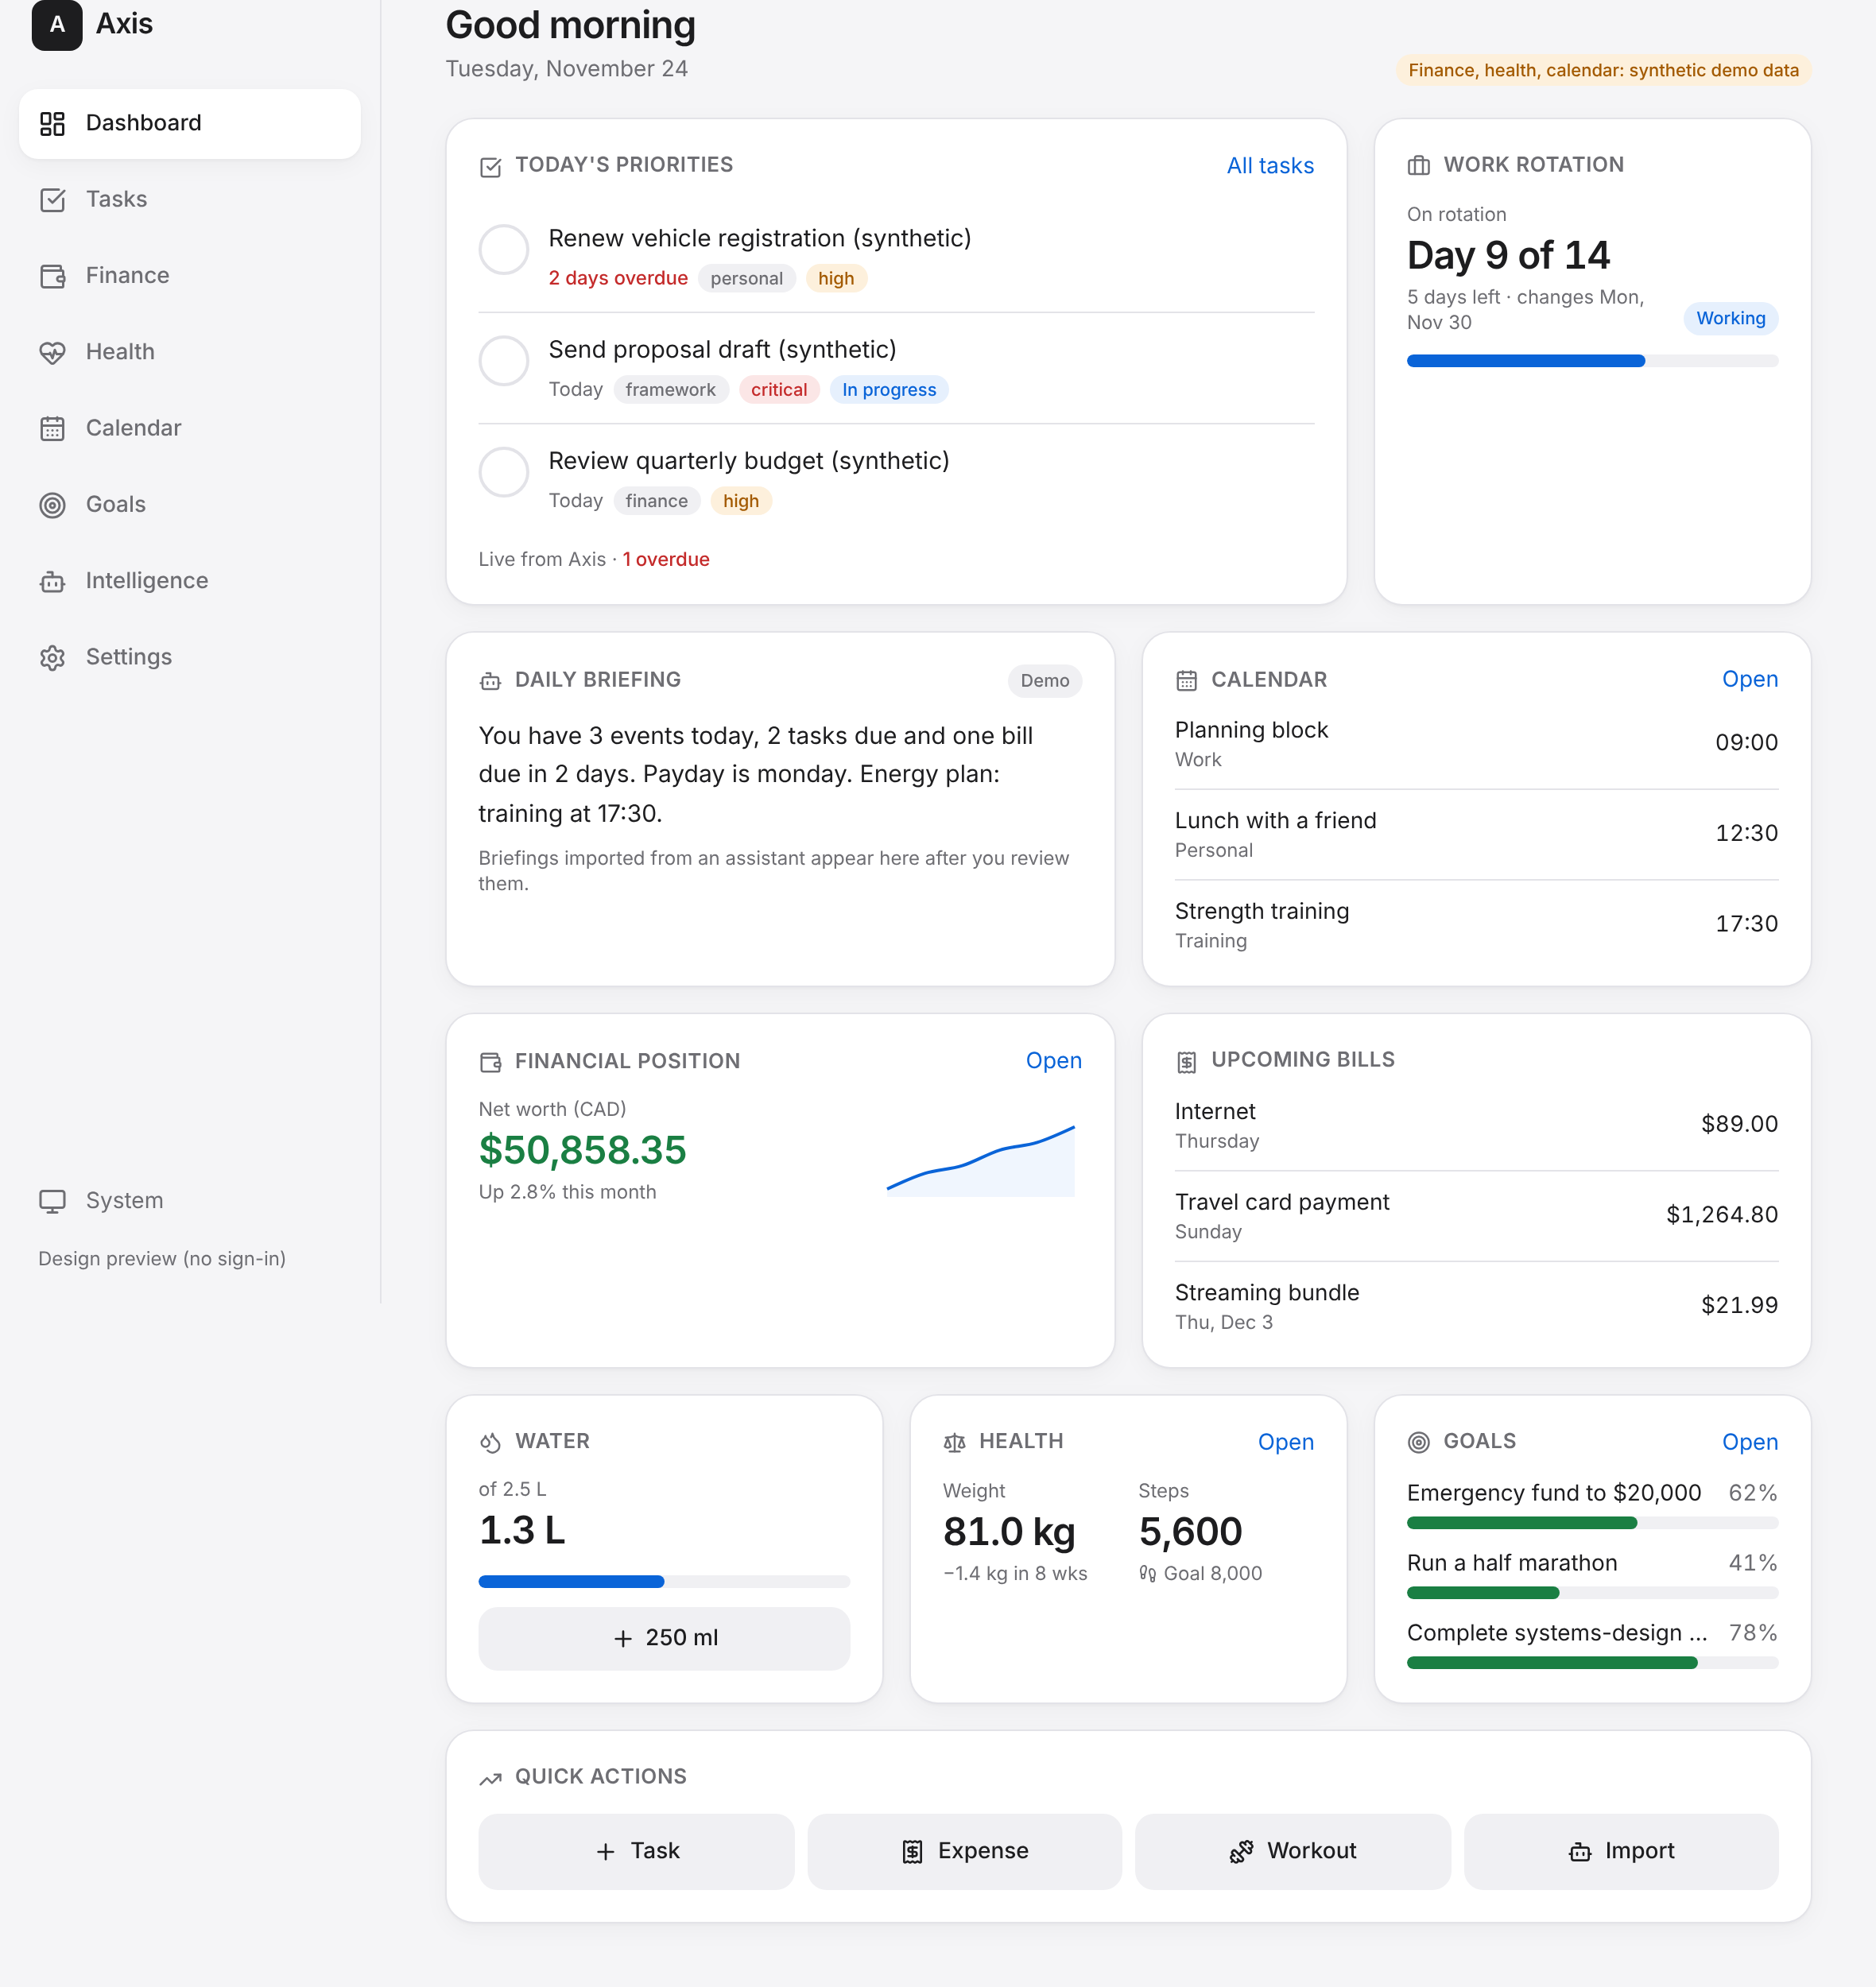 A Axis
Dashboard
Tasks
Finance
Health
Calendar
Goals
Intelligence
Settings
System
Design preview (no sign-in)
Good morning
Tuesday, November 24
Finance, health, calendar: synthetic demo data
TODAY'S PRIORITIES
All tasks
Renew vehicle registration (synthetic)
2 days overdue personal high
Send proposal draft (synthetic)
Today framework critical In progress
Review quarterly budget (synthetic)
Today finance high
Live from Axis · 1 overdue
WORK ROTATION
On rotation
Day 9 of 14
5 days left · changes Mon,
Nov 30
Working
DAILY BRIEFING
Demo
You have 3 events today, 2 tasks due and one bill
due in 2 days. Payday is monday. Energy plan:
training at 17:30.
Briefings imported from an assistant appear here after you review
them.
CALENDAR
Open
Planning block
Work
09:00
Lunch with a friend
Personal
12:30
Strength training
Training
17:30
FINANCIAL POSITION
Open
Net worth (CAD)
$50,858.35
Up 2.8% this month
UPCOMING BILLS
Internet
Thursday
$89.00
Travel card payment
Sunday
$1,264.80
Streaming bundle
Thu, Dec 3
$21.99
WATER
of 2.5 L
1.3 L
+ 250 ml
HEALTH
Open
Weight
81.0 kg
−1.4 kg in 8 wks
Steps
5,600
Goal 8,000
GOALS
Open
Emergency fund to $20,000 62%
Run a half marathon 41%
Complete systems-design ... 78%
QUICK ACTIONS
+ Task
Expense
Workout
Import